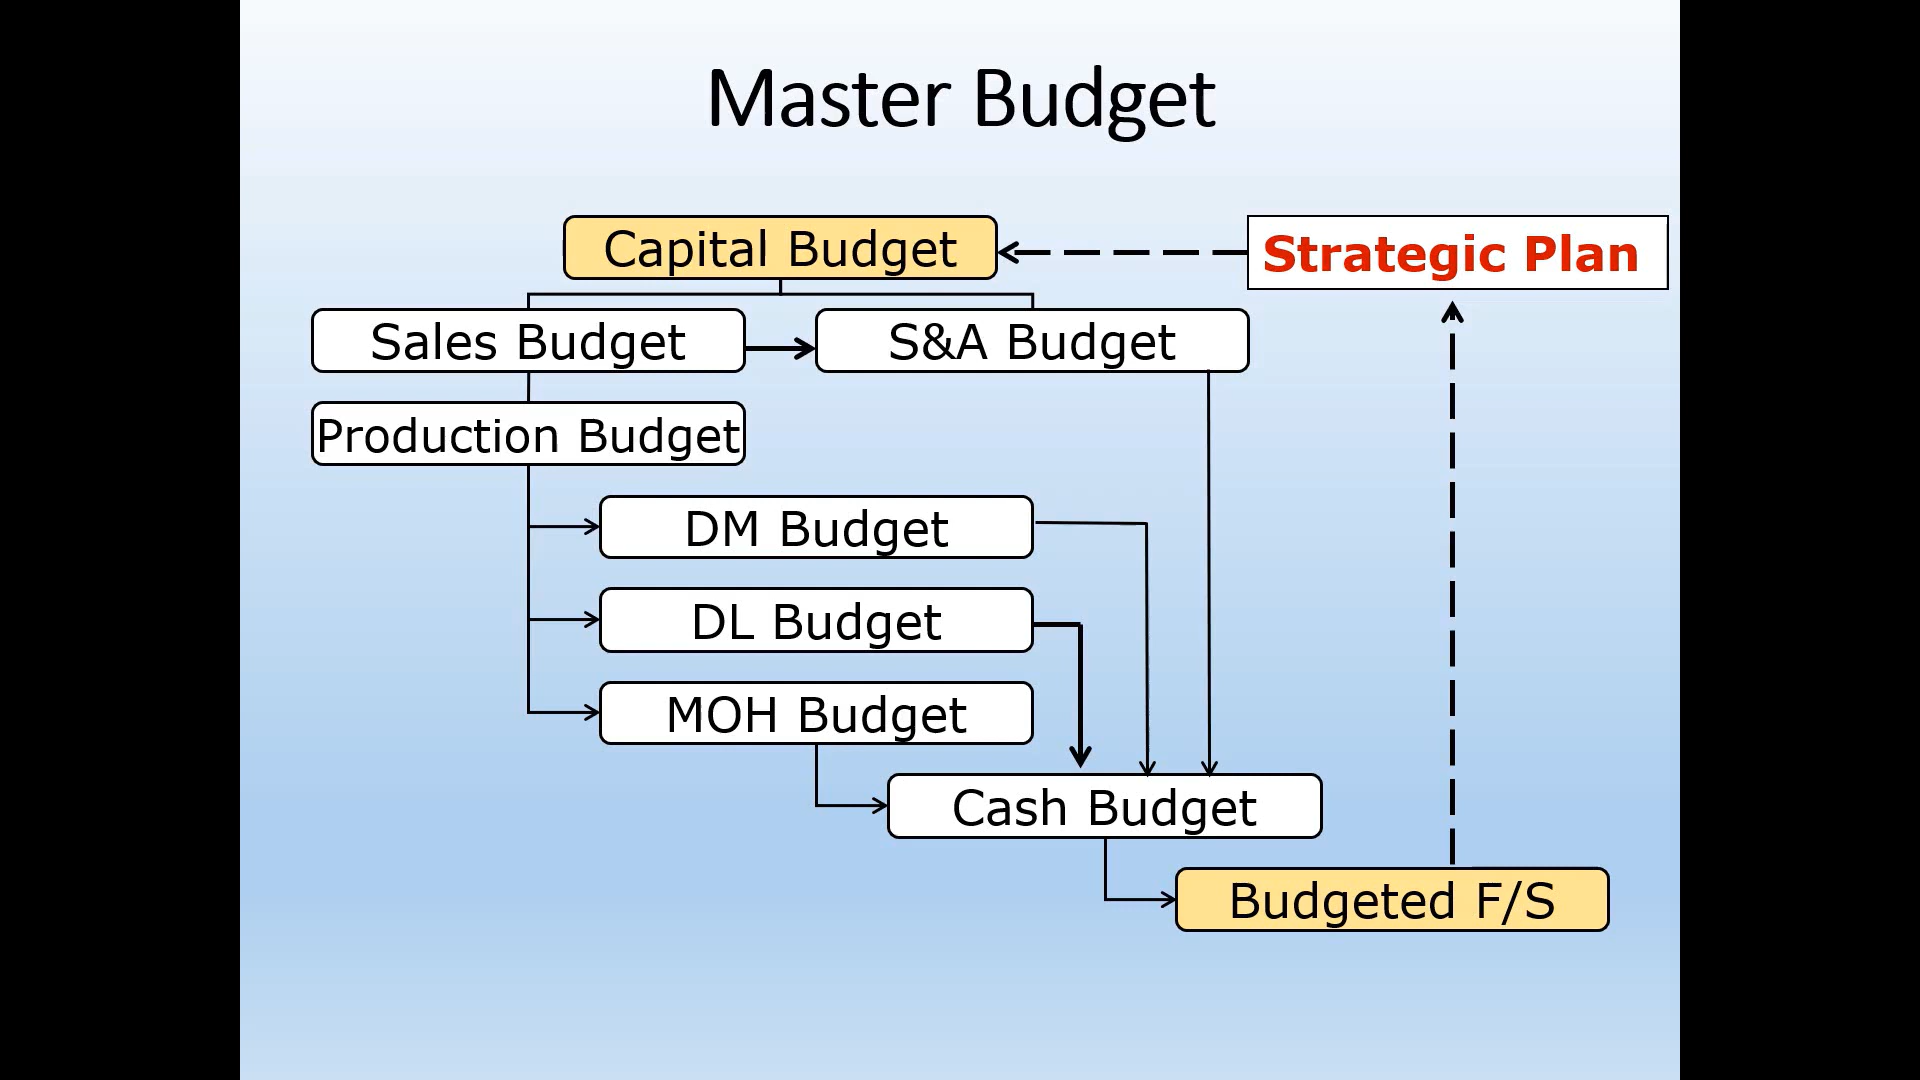 Master Budget
Capital Budget
Strategic Plan
Sales Budget
S&A Budget
Production Budget
DM Budget
DL Budget
MOH Budget
Cash Budget
Budgeted F/S